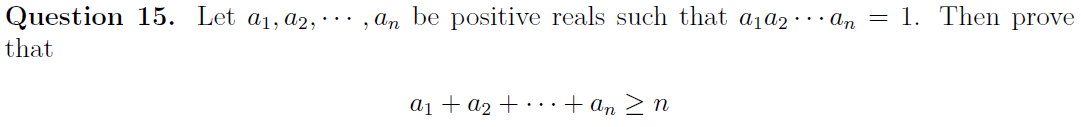 Question 15. Let a₁, a₂, ⋯ , aₙ be positive reals such that a₁a₂ ⋯ aₙ = 1. Then prove
that
a₁ + a₂ + ⋯ + aₙ ≥ n